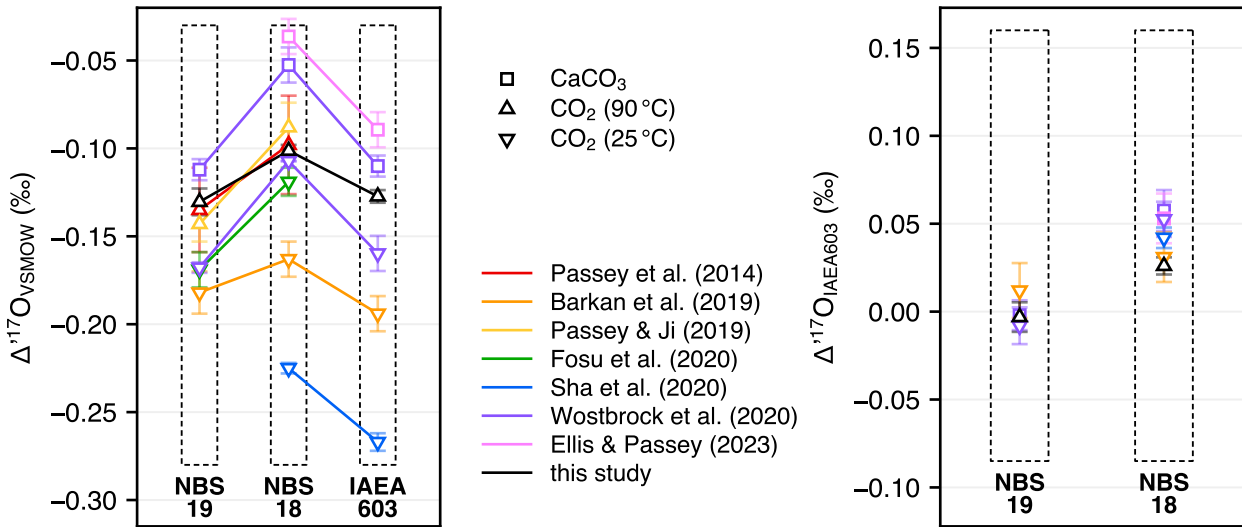 Δ'¹⁷O_VSMOW (‰)
−0.05
−0.10
−0.15
−0.20
−0.25
−0.30
NBS
19
NBS
18
IAEA
603
CaCO₃
CO₂ (90 °C)
CO₂ (25 °C)
Passey et al. (2014)
Barkan et al. (2019)
Passey & Ji (2019)
Fosu et al. (2020)
Sha et al. (2020)
Wostbrock et al. (2020)
Ellis & Passey (2023)
this study
Δ'¹⁷O_IAEA603 (‰)
0.15
0.10
0.05
0.00
−0.05
−0.10
NBS
19
NBS
18